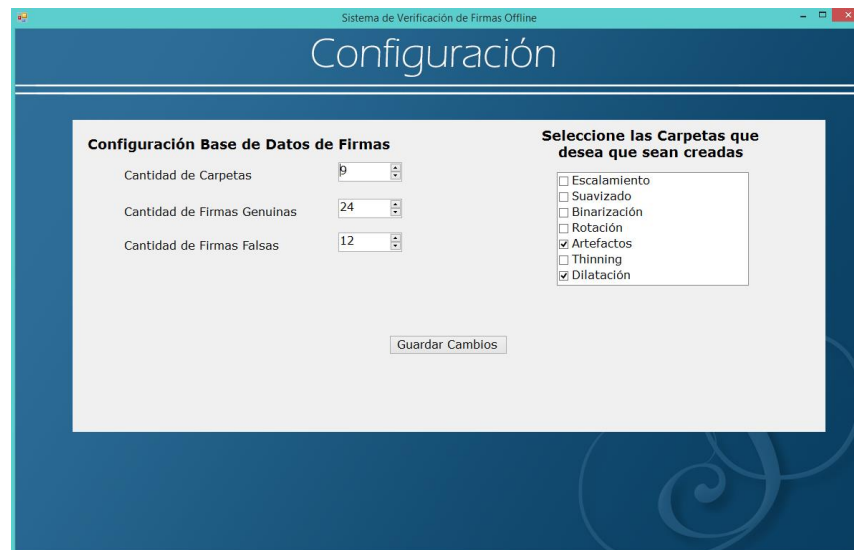 Sistema de Verificación de Firmas Offline
Configuración
Configuración Base de Datos de Firmas
Cantidad de Carpetas
9
Cantidad de Firmas Genuinas
24
Cantidad de Firmas Falsas
12
Seleccione las Carpetas que
desea que sean creadas
Escalamiento
Suavizado
Binarización
Rotación
Artefactos
Thinning
Dilatación
Guardar Cambios